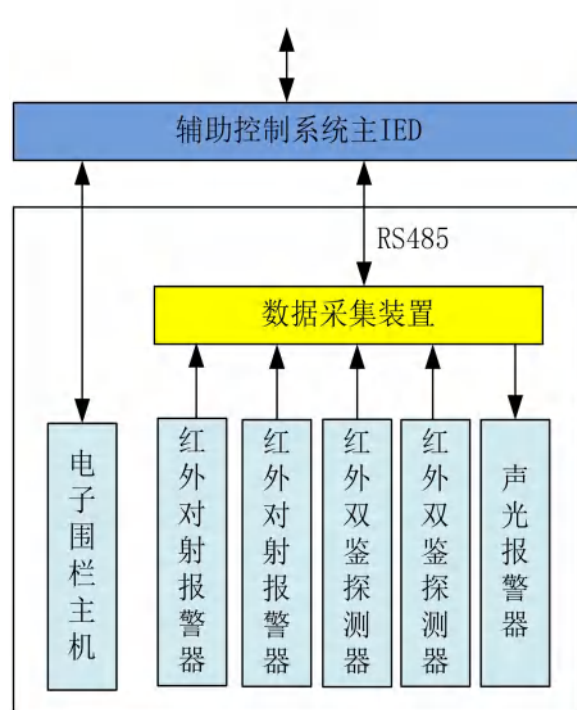 辅助控制系统主IED
RS485
数据采集装置
电子围栏主机
红外对射报警器
红外对射报警器
红外双鉴探测器
红外双鉴探测器
声光报警器